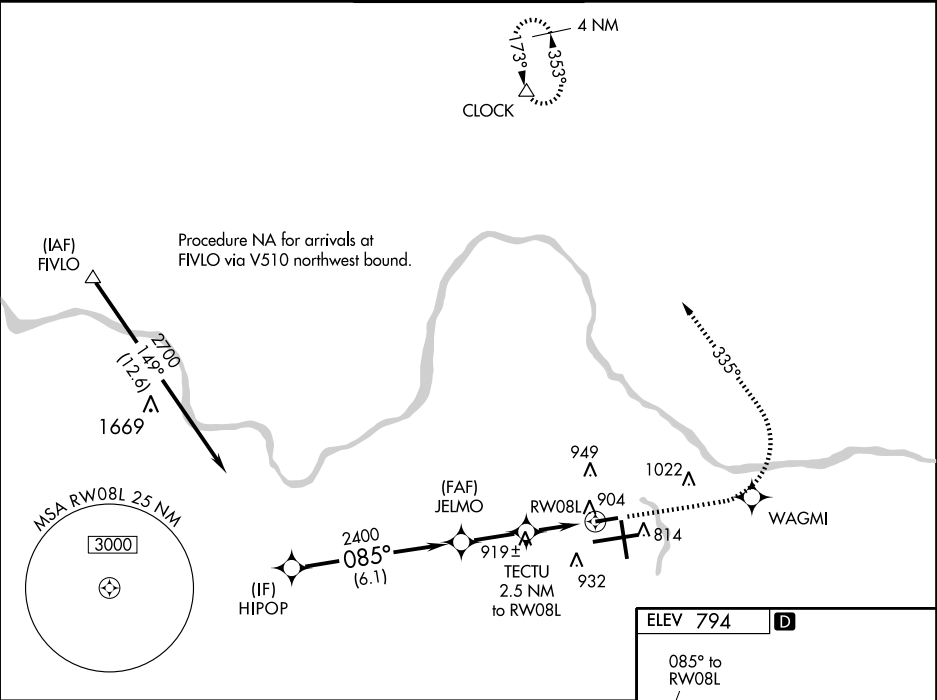 4 NM
173°
353°
CLOCK
(IAF)
FIVLO
Procedure NA for arrivals at
FIVLO via V510 northwest bound.
2700
149°
(12.6)
1669
335°
949
1022
(FAF)
JELMO
RW08L
904
WAGMI
MSA RW08L 25 NM
3000
2400
085°
(6.1)
919±
814
(IF)
HIPOP
TECTU
2.5 NM
to RW08L
932
ELEV 794 D
085° to
RW08L